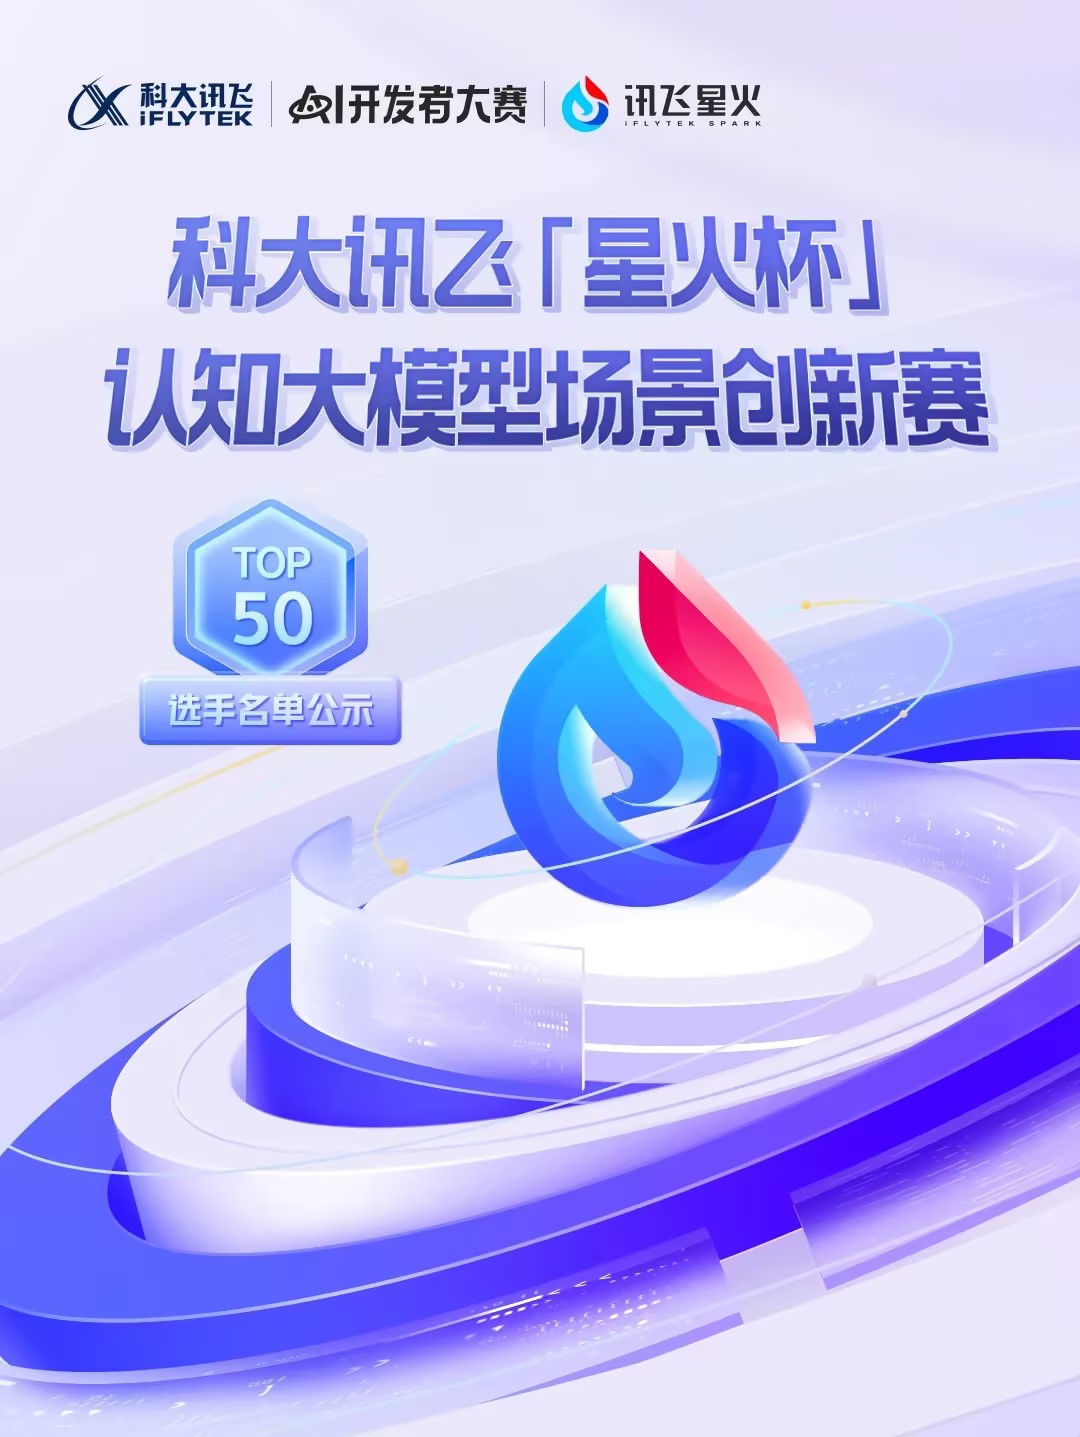 科大讯飞
iFLYTEK
AI开发者大赛
讯飞星火
iFLYTEK SPARK
科大讯飞「星火杯」
认知大模型场景创新赛
TOP
50
选手名单公示